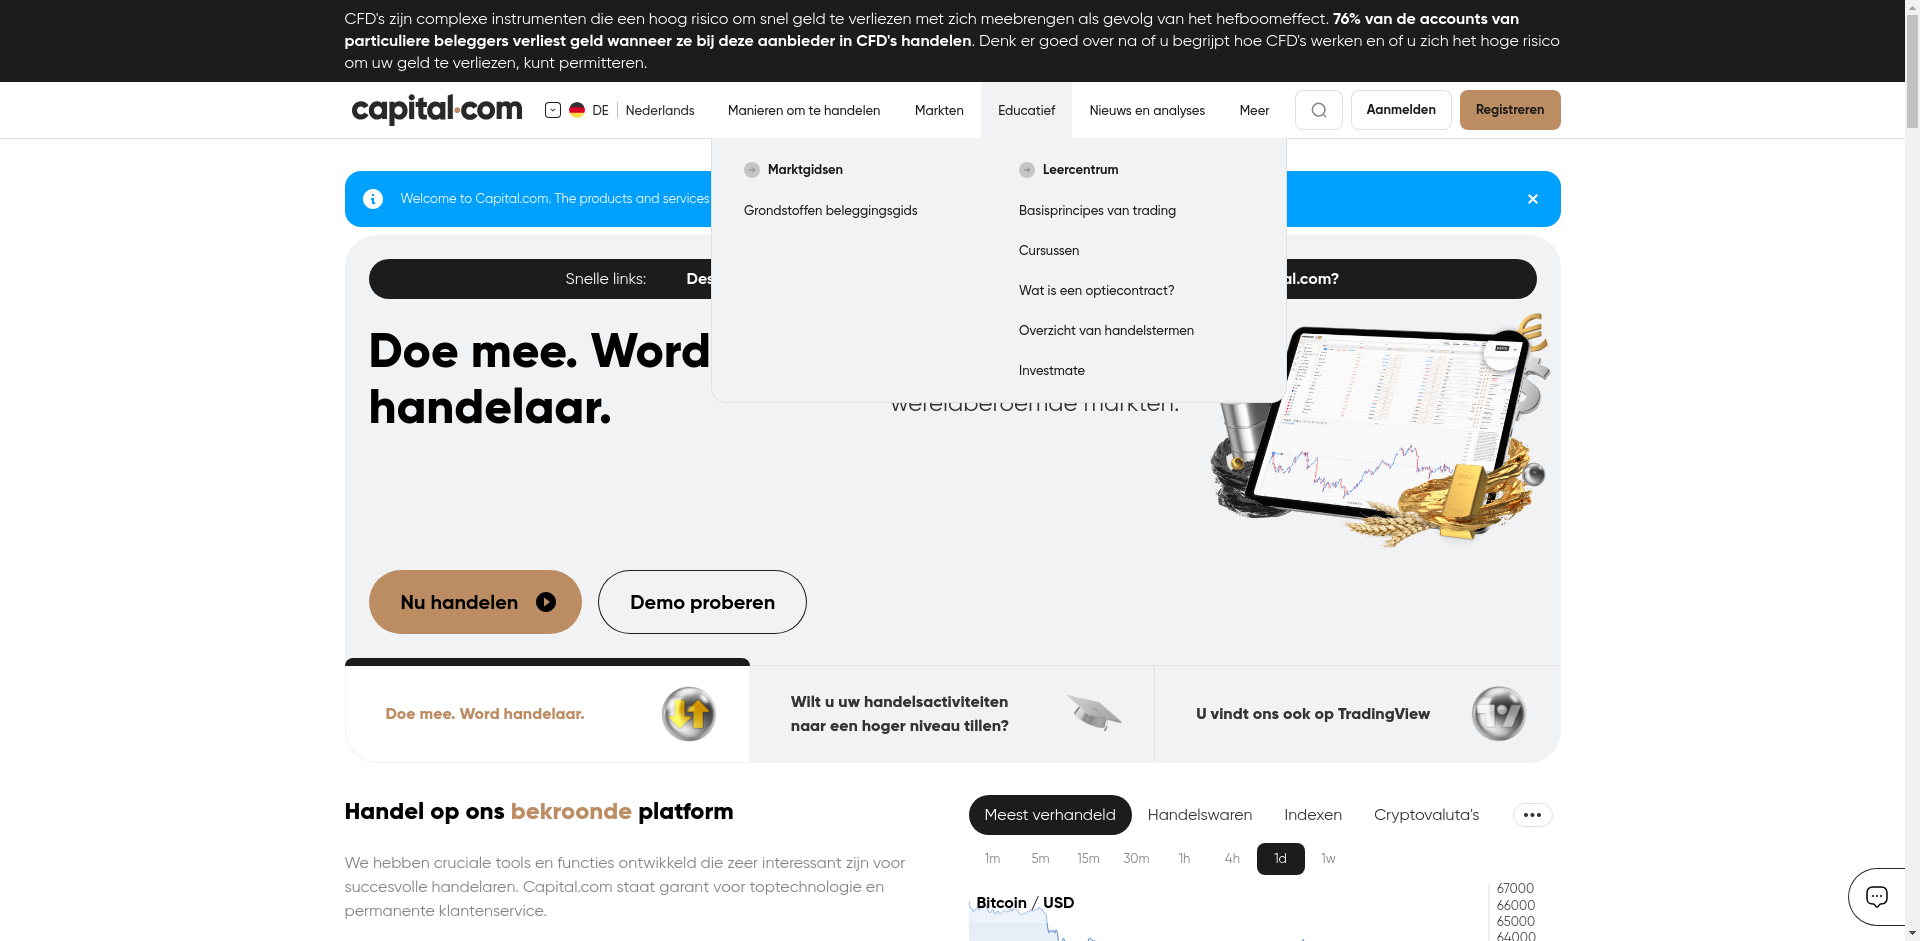 CFD's zijn complexe instrumenten die een hoog risico om snel geld te verliezen met zich meebrengen als gevolg van het hefboomeffect. 76% van de accounts van
particuliere beleggers verliest geld wanneer ze bij deze aanbieder in CFD's handelen. Denk er goed over na of u begrijpt hoe CFD's werken en of u zich het hoge risico
om uw geld te verliezen, kunt permitteren.
capital.com
DE | Nederlands
Manieren om te handelen
Markten
Educatief
Nieuws en analyses
Meer
Aanmelden
Registreren
Marktgidsen
Grondstoffen beleggingsgids
Leercentrum
Basisprincipes van trading
Cursussen
Wat is een optiecontract?
Overzicht van handelstermen
Investmate
Welcome to Capital.com. The products and services
Snelle links:
Des
al.com?
Doe mee. Word
handelaar.
wereldberoemde markten.
Nu handelen
Demo proberen
Doe mee. Word handelaar.
Wilt u uw handelsactiviteiten
naar een hoger niveau tillen?
U vindt ons ook op TradingView
Handel op ons bekroonde platform
We hebben cruciale tools en functies ontwikkeld die zeer interessant zijn voor
succesvolle handelaren. Capital.com staat garant voor toptechnologie en
permanente klantenservice.
Meest verhandeld
Handelswaren
Indexen
Cryptovaluta's
1m 5m 15m 30m 1h 4h 1d 1w
Bitcoin / USD
67000
66000
65000
64000